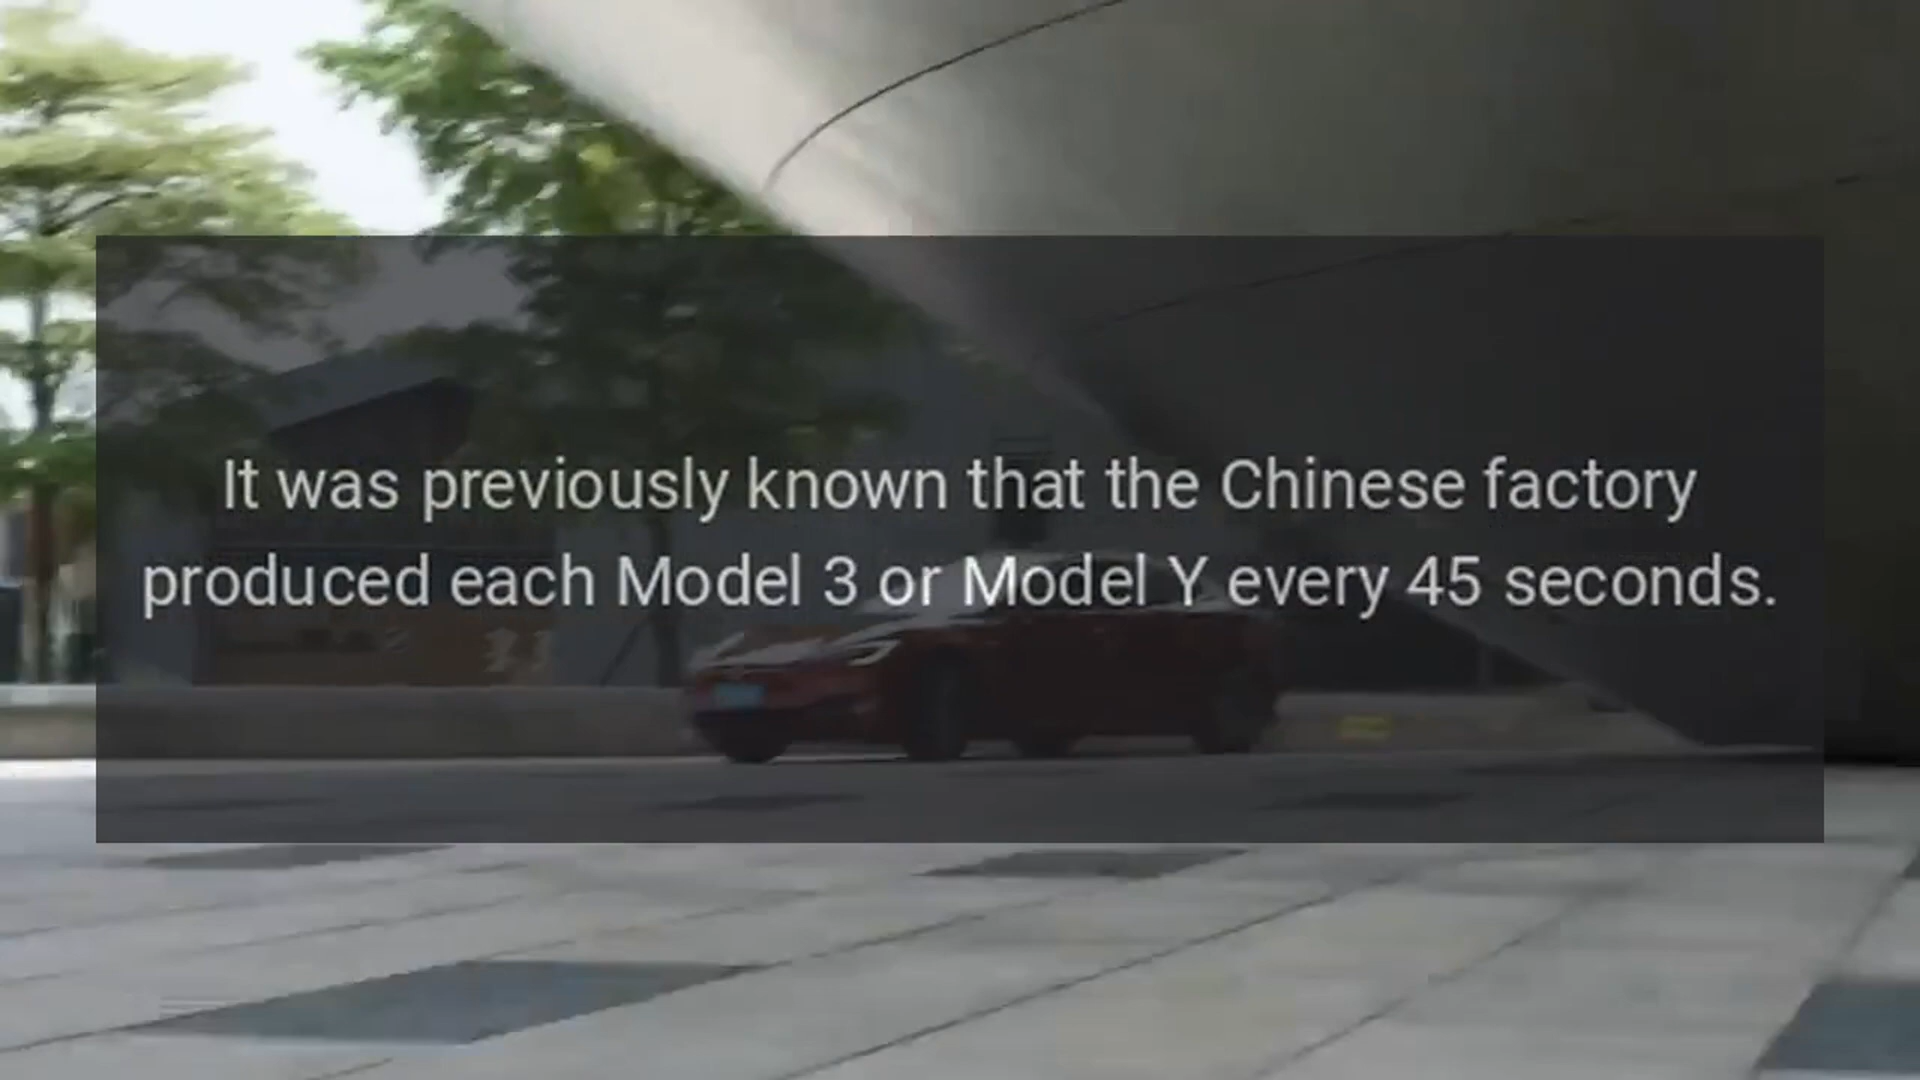 It was previously known that the Chinese factory
produced each Model 3 or Model Y every 45 seconds.